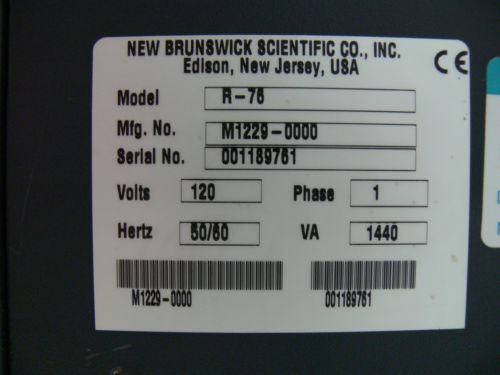 NEW BRUNSWICK SCIENTIFIC CO., INC.
Edison, New Jersey, USA
CE
Model R-76
Mfg. No. M1229-0000
Serial No. 001189761
Volts 120 Phase 1
Hertz 50/60 VA 1440
M1229-0000 001189761